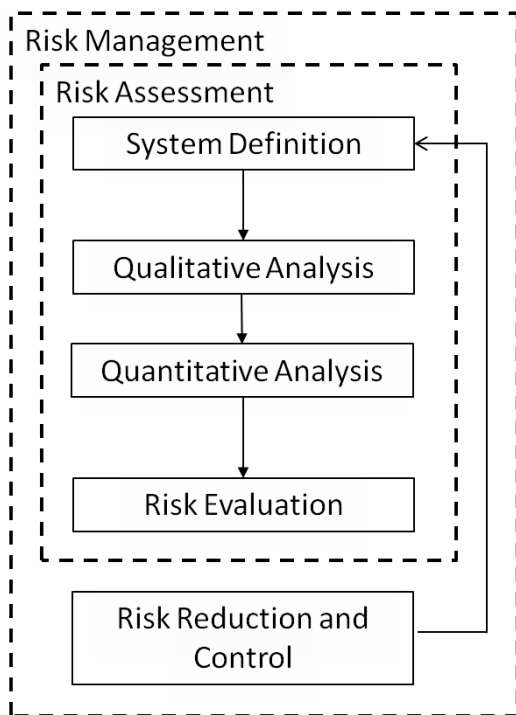 Risk Management
Risk Assessment
System Definition
Qualitative Analysis
Quantitative Analysis
Risk Evaluation
Risk Reduction and
Control